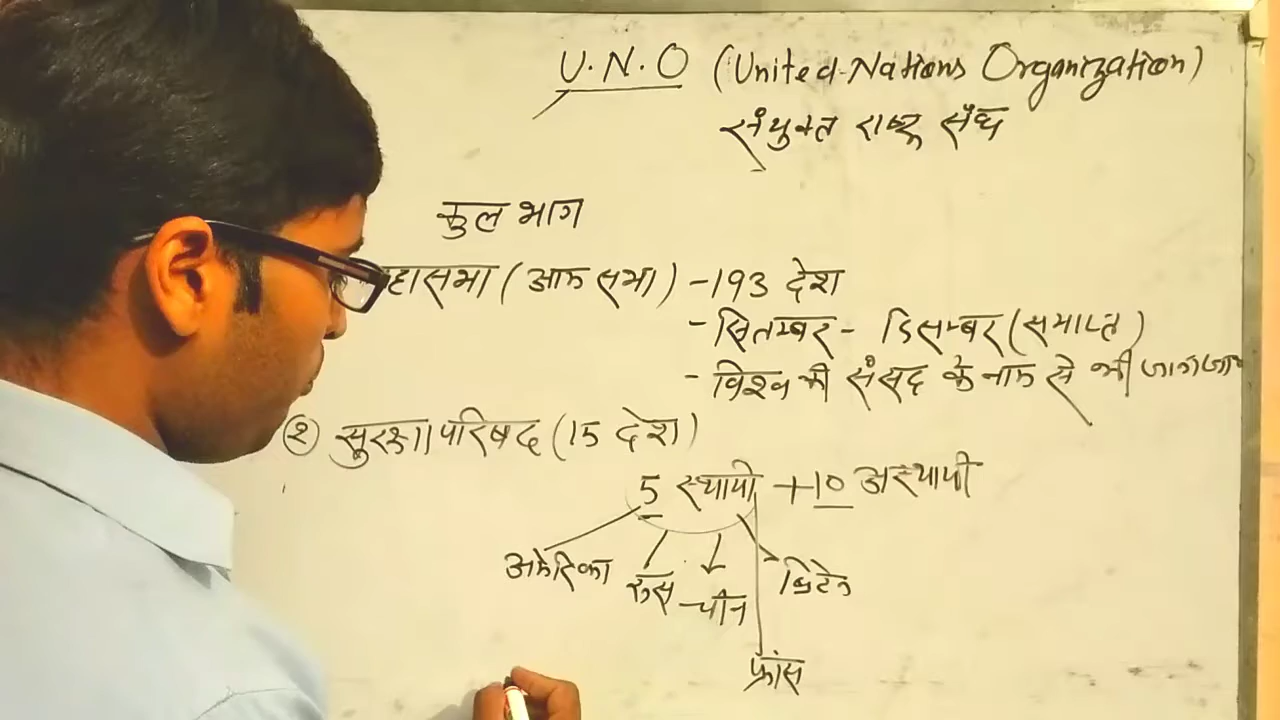 U.N.O (United Nations Organization)
संयुक्त राष्ट्र संघ
कुल भाग
हासभा (आम सभा) - 193 देश
- सितम्बर - दिसम्बर (समाप्त)
- विश्व की संसद के नाम से भी
② सुरक्षा परिषद (15 देश)
5 स्थायी + 10 अस्थायी
अमेरिका रूस चीन ब्रिटेन
फ्रांस